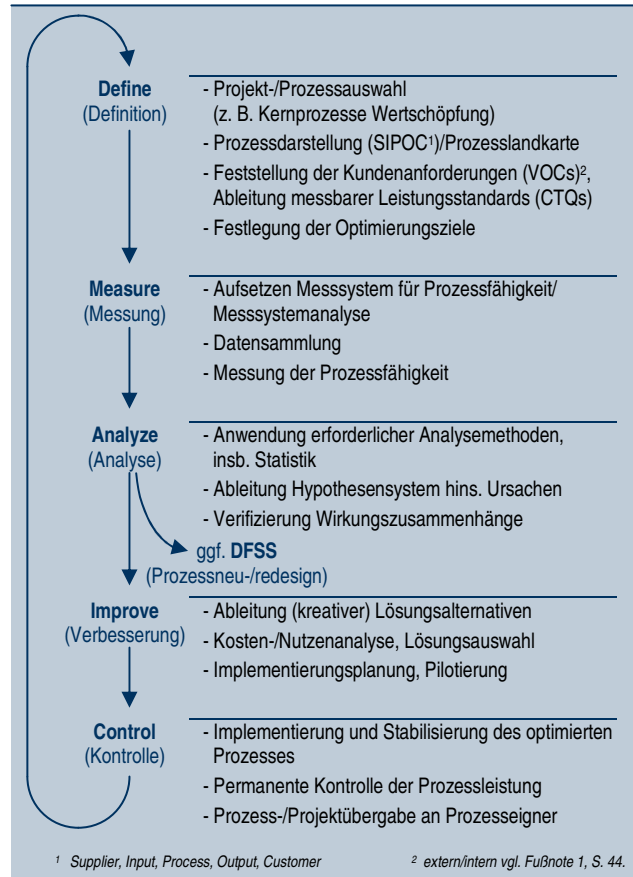 Define
(Definition)
- Projekt-/Prozessauswahl
(z. B. Kernprozesse Wertschöpfung)
- Prozessdarstellung (SIPOC¹)/Prozesslandkarte
- Feststellung der Kundenanforderungen (VOCs)²,
Ableitung messbarer Leistungsstandards (CTQs)
- Festlegung der Optimierungsziele
Measure
(Messung)
- Aufsetzen Messsystem für Prozessfähigkeit/
Messsystemanalyse
- Datensammlung
- Messung der Prozessfähigkeit
Analyze
(Analyse)
- Anwendung erforderlicher Analysemethoden,
insb. Statistik
- Ableitung Hypothesensystem hins. Ursachen
- Verifizierung Wirkungszusammenhänge
ggf. DFSS
(Prozessneu-/redesign)
Improve
(Verbesserung)
- Ableitung (kreativer) Lösungsalternativen
- Kosten-/Nutzenanalyse, Lösungsauswahl
- Implementierungsplanung, Pilotierung
Control
(Kontrolle)
- Implementierung und Stabilisierung des optimierten
Prozesses
- Permanente Kontrolle der Prozessleistung
- Prozess-/Projektübergabe an Prozesseigner
¹ Supplier, Input, Process, Output, Customer
² extern/intern vgl. Fußnote 1, S. 44.